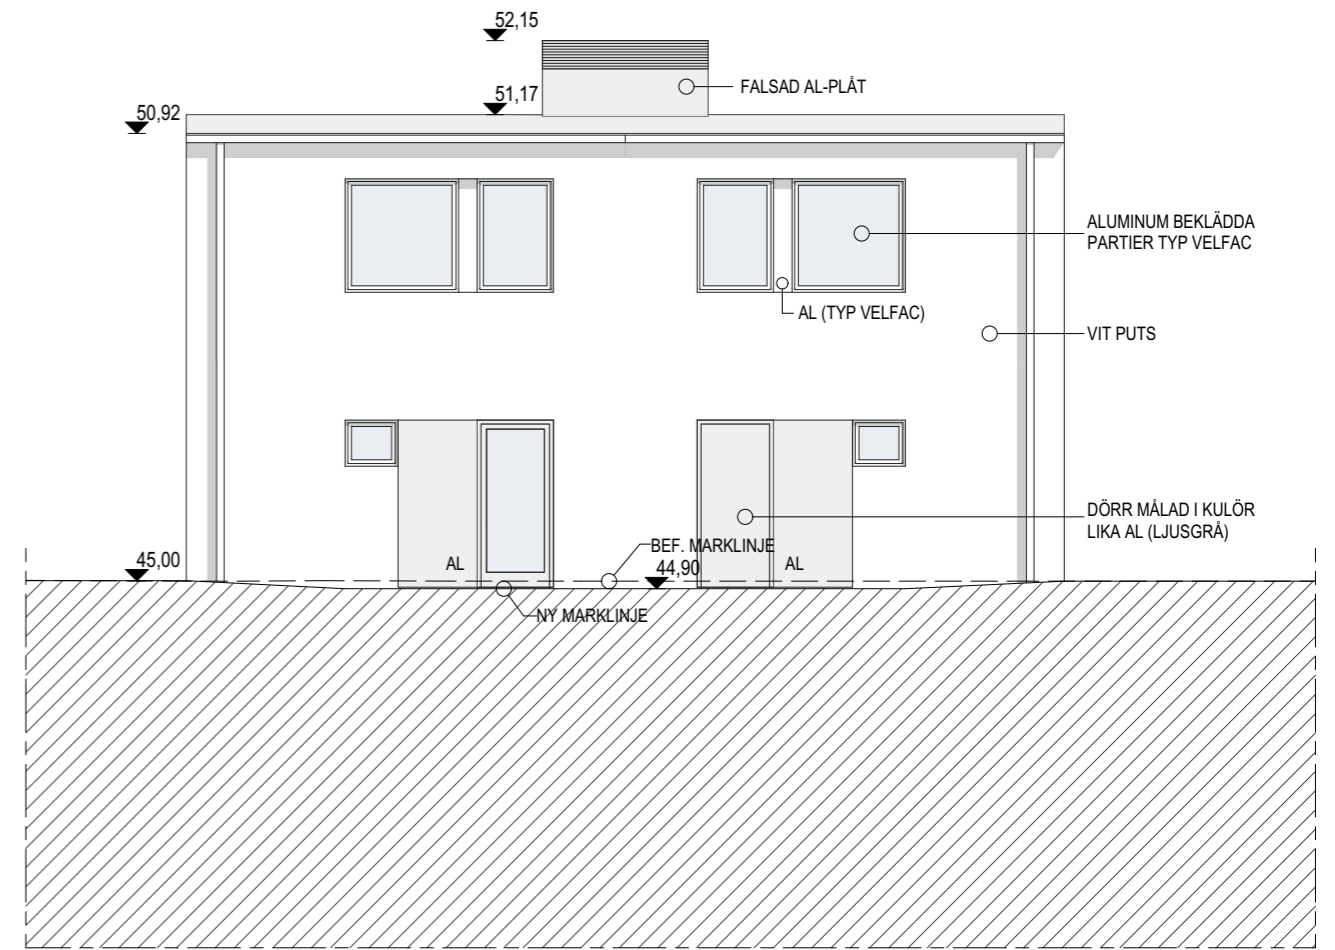 52,15
FALSAD AL-PLÅT
51,17
50,92
ALUMINUM BEKLÄDDA
PARTIER TYP VELFAC
AL (TYP VELFAC)
VIT PUTS
DÖRR MÅLAD I KULÖR
LIKA AL (LJUSGRÅ)
BEF. MARKLINJE
45,00
AL
44,90
AL
NY MARKLINJE